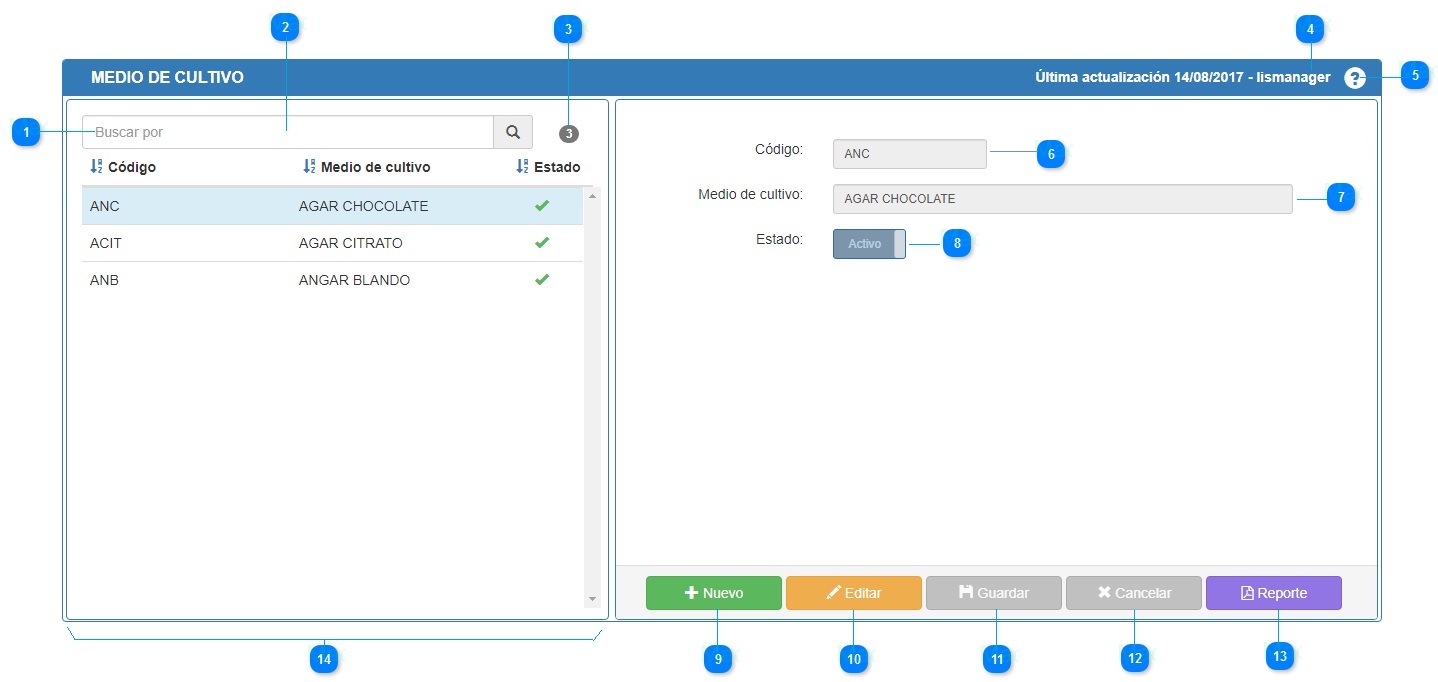 2
3
4
5
MEDIO DE CULTIVO
Última actualización 14/08/2017 - lismanager ?
1
Buscar por
3
Código
Medio de cultivo
Estado
ANC AGAR CHOCOLATE
ACIT AGAR CITRATO
ANB ANGAR BLANDO
Código: ANC
6
Medio de cultivo: AGAR CHOCOLATE
7
Estado: Activo
8
Nuevo
Editar
Guardar
Cancelar
Reporte
14
9
10
11
12
13